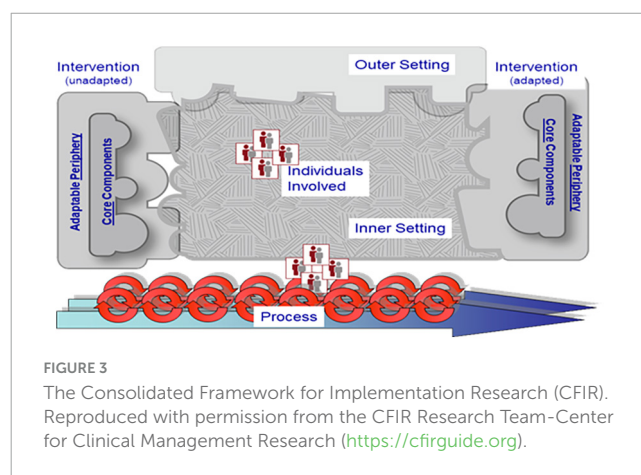 Outer Setting
Intervention
(unadapted)
Intervention
(adapted)
Adaptable Periphery
Core Components
Individuals
Involved
Inner Setting
Core Components
Adaptable Periphery
Process
FIGURE 3
The Consolidated Framework for Implementation Research (CFIR).
Reproduced with permission from the CFIR Research Team-Center
for Clinical Management Research (https://cfirguide.org).